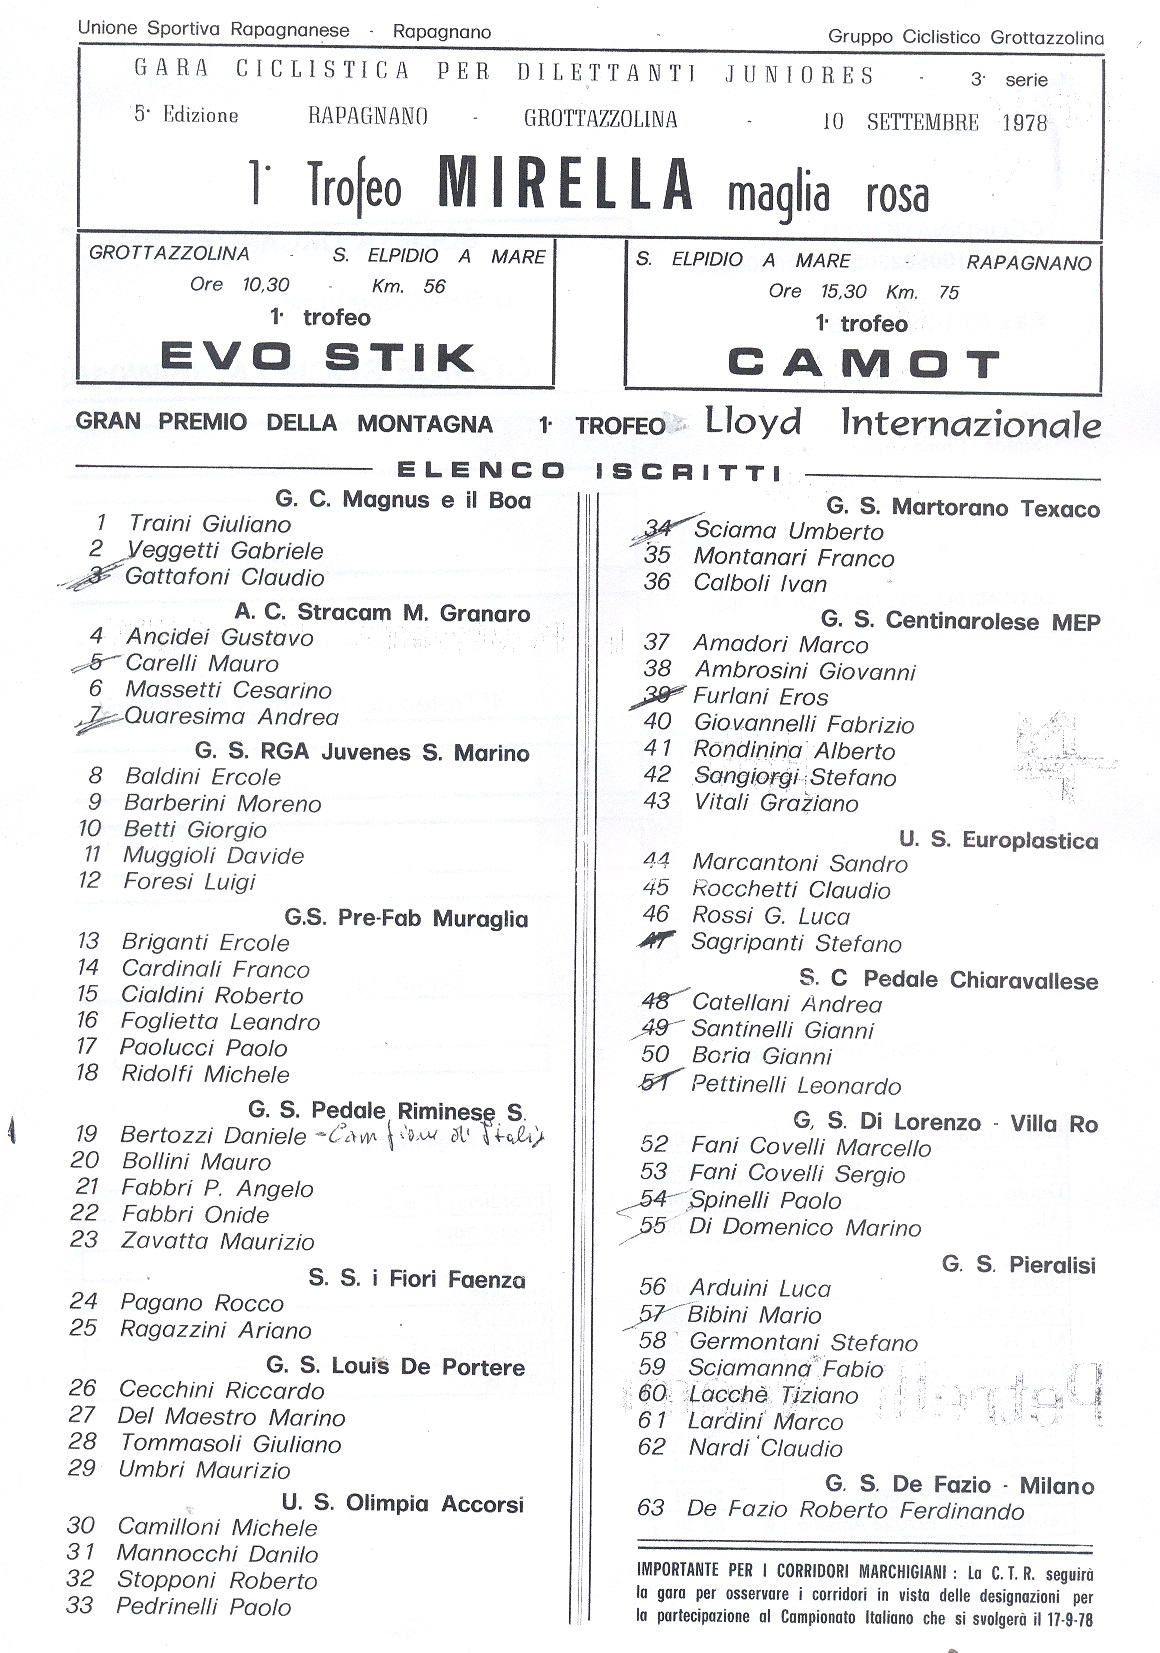 Unione Sportiva Rapagnanese - Rapagnano
Gruppo Ciclistico Grottazzolina
GARA CICLISTICA PER DILETTANTI JUNIORES - 3· serie
5· Edizione RAPAGNANO - GROTTAZZOLINA - 10 SETTEMBRE 1978
1· Trofeo MIRELLA maglia rosa
GROTTAZZOLINA - S. ELPIDIO A MARE
Ore 10,30 - Km. 56
1· trofeo
EVO STIK
S. ELPIDIO A MARE - RAPAGNANO
Ore 15,30 Km. 75
1· trofeo
CAMOT
GRAN PREMIO DELLA MONTAGNA 1· TROFEO Lloyd Internazionale
ELENCO ISCRITTI
G. C. Magnus e il Boa
1 Traini Giuliano
2 Veggetti Gabriele
3 Gattafoni Claudio
A. C. Stracam M. Granaro
4 Ancidei Gustavo
5 Carelli Mauro
6 Massetti Cesarino
7 Quaresima Andrea
G. S. RGA Juvenes S. Marino
8 Baldini Ercole
9 Barberini Moreno
10 Betti Giorgio
11 Muggioli Davide
12 Foresi Luigi
G.S. Pre-Fab Muraglia
13 Briganti Ercole
14 Cardinali Franco
15 Cialdini Roberto
16 Foglietta Leandro
17 Paolucci Paolo
18 Ridolfi Michele
G. S. Pedale Riminese S.
19 Bertozzi Daniele - Campione d'Italia
20 Bollini Mauro
21 Fabbri P. Angelo
22 Fabbri Onide
23 Zavatta Maurizio
S. S. i Fiori Faenza
24 Pagano Rocco
25 Ragazzini Ariano
G. S. Louis De Portere
26 Cecchini Riccardo
27 Del Maestro Marino
28 Tommasoli Giuliano
29 Umbri Maurizio
U. S. Olimpia Accorsi
30 Camilloni Michele
31 Mannocchi Danilo
32 Stopponi Roberto
33 Pedrinelli Paolo
G. S. Martorano Texaco
34 Sciama Umberto
35 Montanari Franco
36 Calboli Ivan
G. S. Centinarolese MEP
37 Amadori Marco
38 Ambrosini Giovanni
39 Furlani Eros
40 Giovannelli Fabrizio
41 Rondinina Alberto
42 Sangiorgi Stefano
43 Vitali Graziano
U. S. Europlastica
44 Marcantoni Sandro
45 Rocchetti Claudio
46 Rossi G. Luca
47 Sagripanti Stefano
S. C Pedale Chiaravallese
48 Catellani Andrea
49 Santinelli Gianni
50 Boria Gianni
51 Pettinelli Leonardo
G, S. Di Lorenzo - Villa Ro
52 Fani Covelli Marcello
53 Fani Covelli Sergio
54 Spinelli Paolo
55 Di Domenico Marino
G. S. Pieralisi
56 Arduini Luca
57 Bibini Mario
58 Germontani Stefano
59 Sciamanna Fabio
60 Lacchè Tiziano
61 Lardini Marco
62 Nardi Claudio
G. S. De Fazio - Milano
63 De Fazio Roberto Ferdinando
IMPORTANTE PER I CORRIDORI MARCHIGIANI : La C. T. R. seguirà
la gara per osservare i corridori in vista delle designazioni per
la partecipazione al Campionato Italiano che si svolgerà il 17-9-78